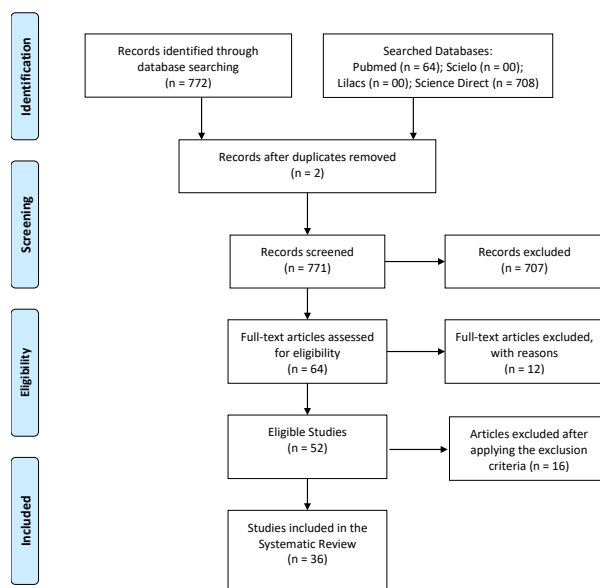 Identification
Records identified through
database searching
(n = 772)
Searched Databases:
Pubmed (n = 64); Scielo (n = 00);
Lilacs (n = 00); Science Direct (n = 708)
Records after duplicates removed
(n = 2)
Screening
Records screened
(n = 771)
Records excluded
(n = 707)
Eligibility
Full-text articles assessed
for eligibility
(n = 64)
Full-text articles excluded,
with reasons
(n = 12)
Eligible Studies
(n = 52)
Articles excluded after
applying the exclusion
criteria (n = 16)
Included
Studies included in the
Systematic Review
(n = 36)